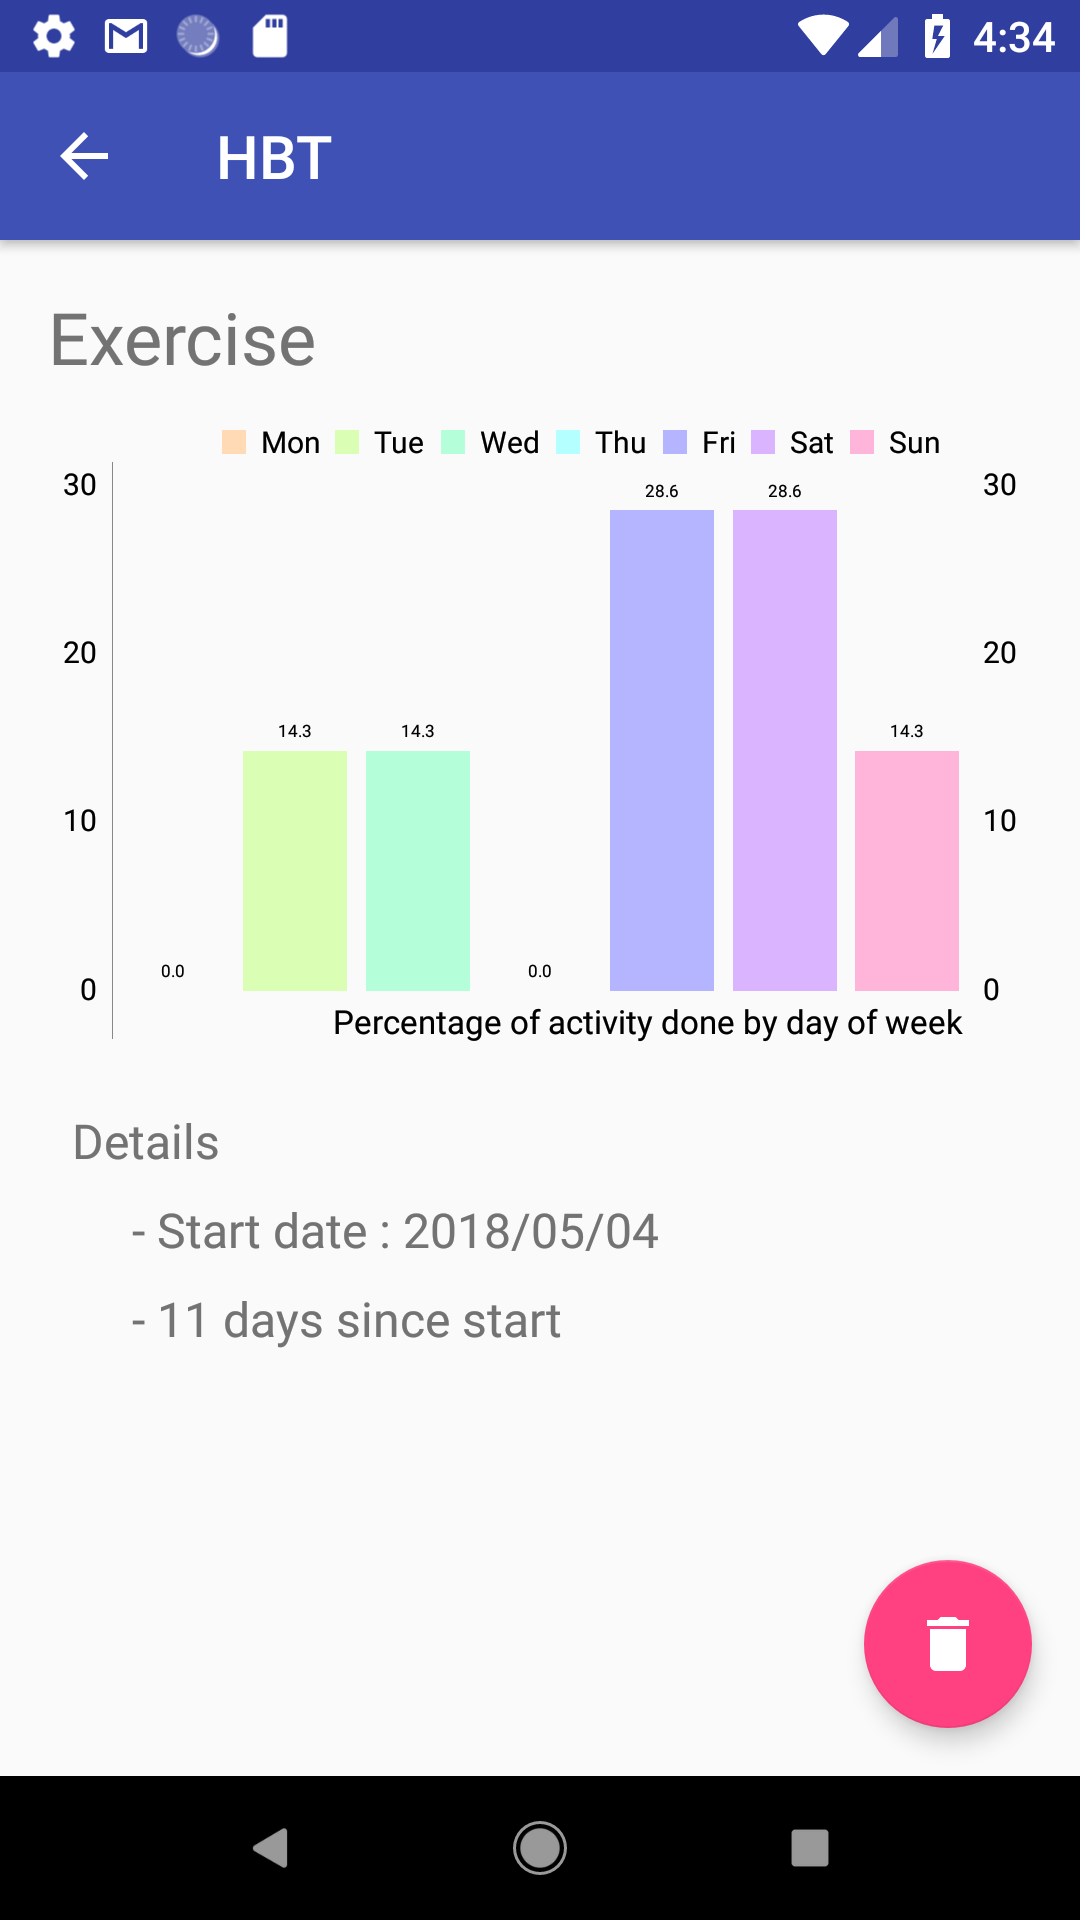 4:34
HBT
Exercise
Mon Tue Wed Thu Fri Sat Sun
30 28.6 28.6 30
20 20
14.3 14.3 14.3
10 10
0.0 0.0
0 0
Percentage of activity done by day of week
Details
- Start date : 2018/05/04
- 11 days since start